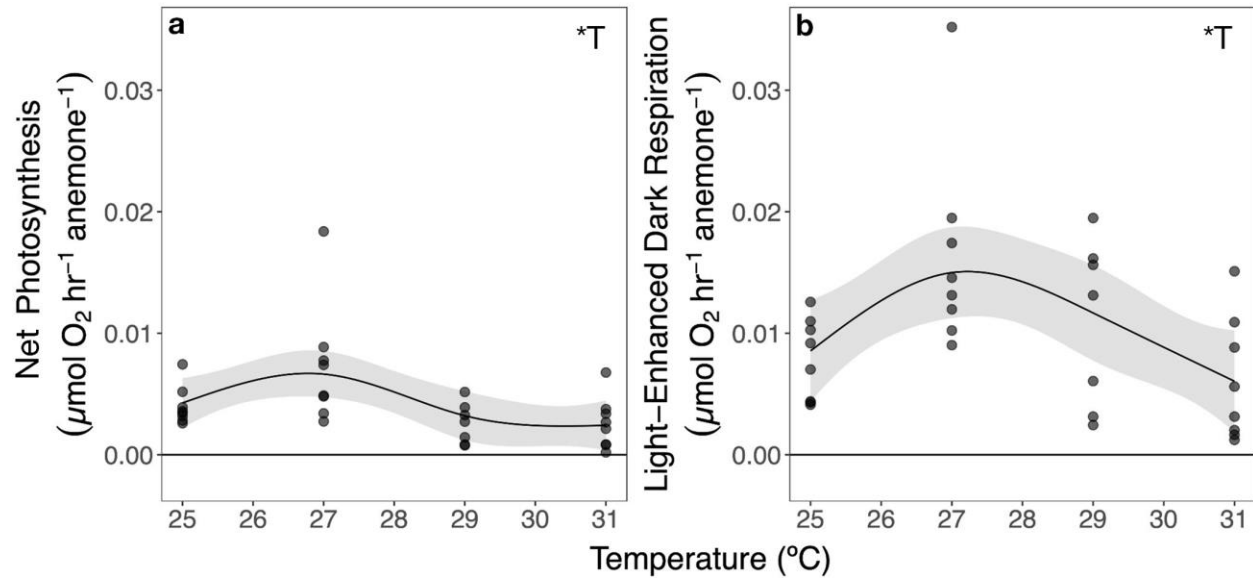 a
*T
Net Photosynthesis
(µmol O₂ hr⁻¹ anemone⁻¹)
0.03
0.02
0.01
0.00
25 26 27 28 29 30 31
b
*T
Light−Enhanced Dark Respiration
(µmol O₂ hr⁻¹ anemone⁻¹)
0.03
0.02
0.01
0.00
25 26 27 28 29 30 31
Temperature (ºC)